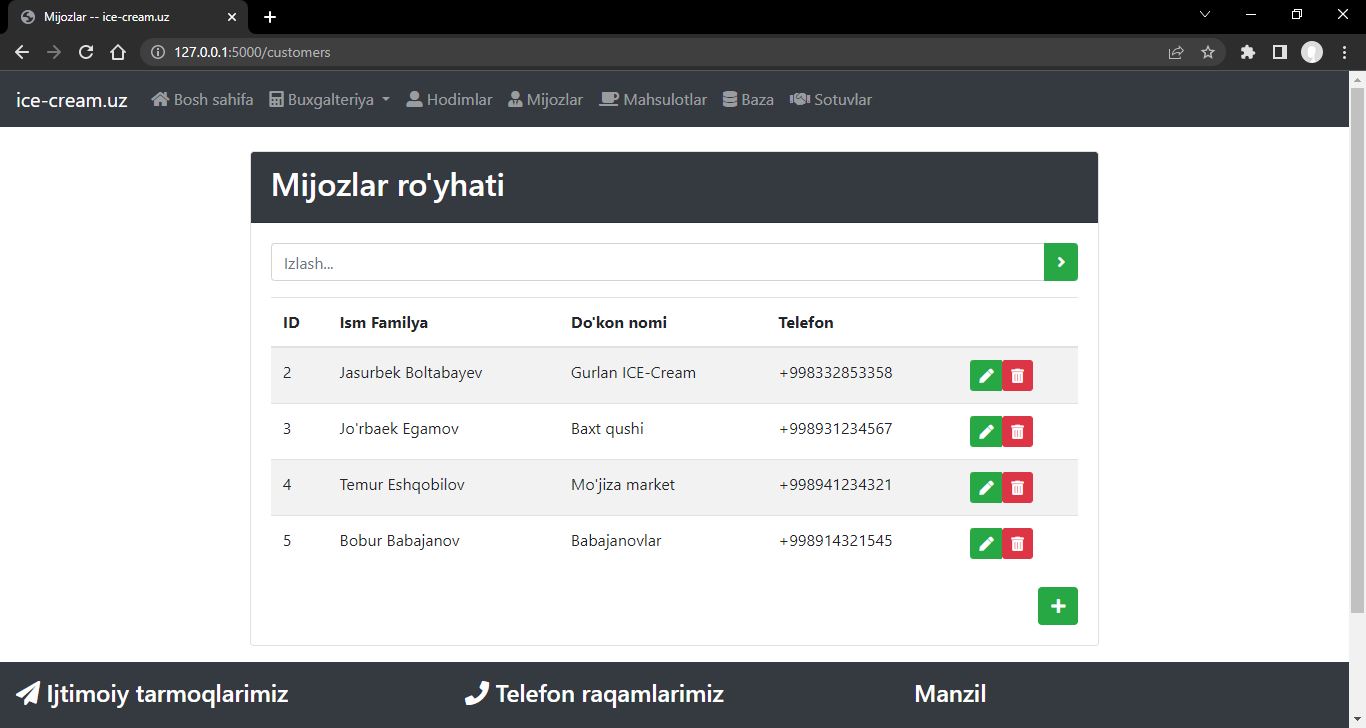 Mijozlar -- ice-cream.uz
127.0.0.1:5000/customers
ice-cream.uz Bosh sahifa Buxgalteriya Hodimlar Mijozlar Mahsulotlar Baza Sotuvlar
Mijozlar ro'yhati
Izlash...
ID Ism Familya Do'kon nomi Telefon
2 Jasurbek Boltabayev Gurlan ICE-Cream +998332853358
3 Jo'rbaek Egamov Baxt qushi +998931234567
4 Temur Eshqobilov Mo'jiza market +998941234321
5 Bobur Babajanov Babajanovlar +998914321545
Ijtimoiy tarmoqlarimiz Telefon raqamlarimiz Manzil